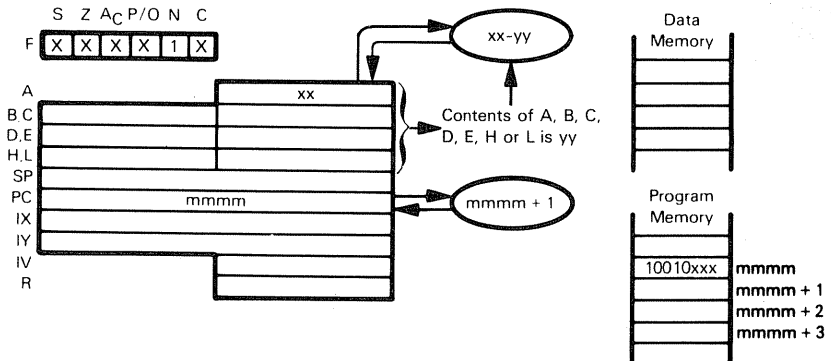 S Z AC P/O N C
F X X X X 1 X
xx-yy
Data
Memory
A xx
B,C
D,E
H,L
Contents of A, B, C,
D, E, H or L is yy
SP
PC mmmm
mmmm + 1
IX
IY
IV
R
Program
Memory
10010xxx mmmm
mmmm + 1
mmmm + 2
mmmm + 3